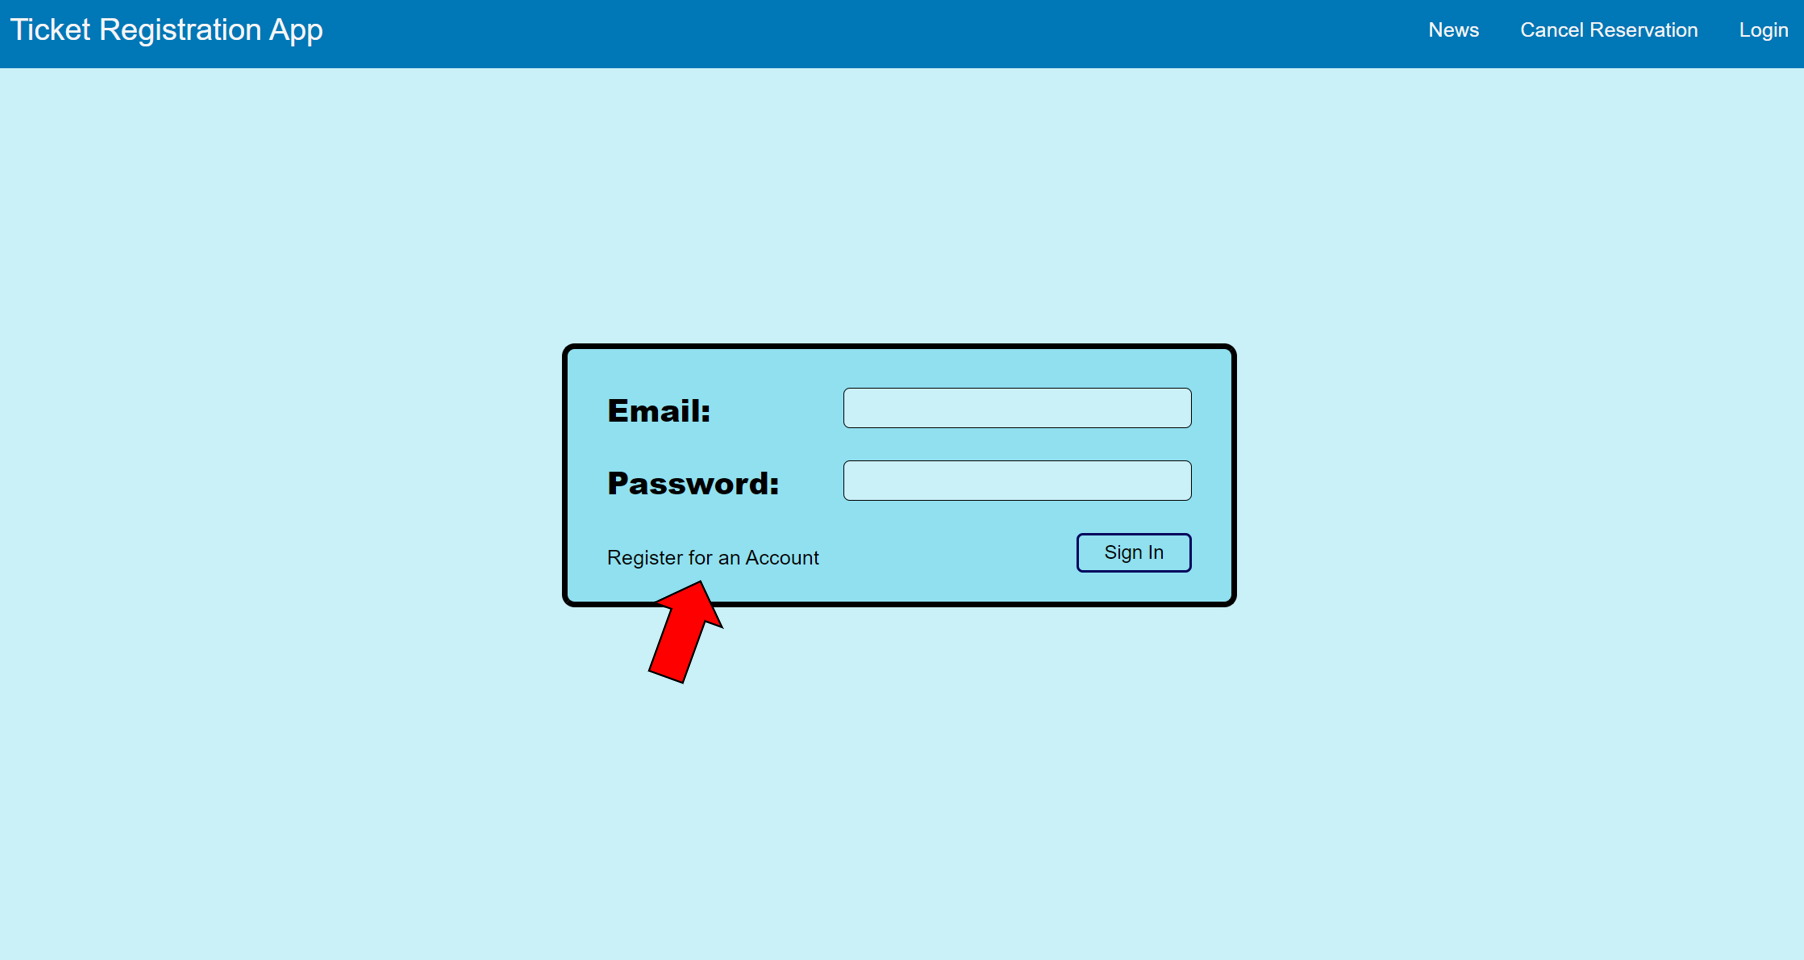 Ticket Registration App
News
Cancel Reservation
Login
Email:
Password:
Register for an Account
Sign In